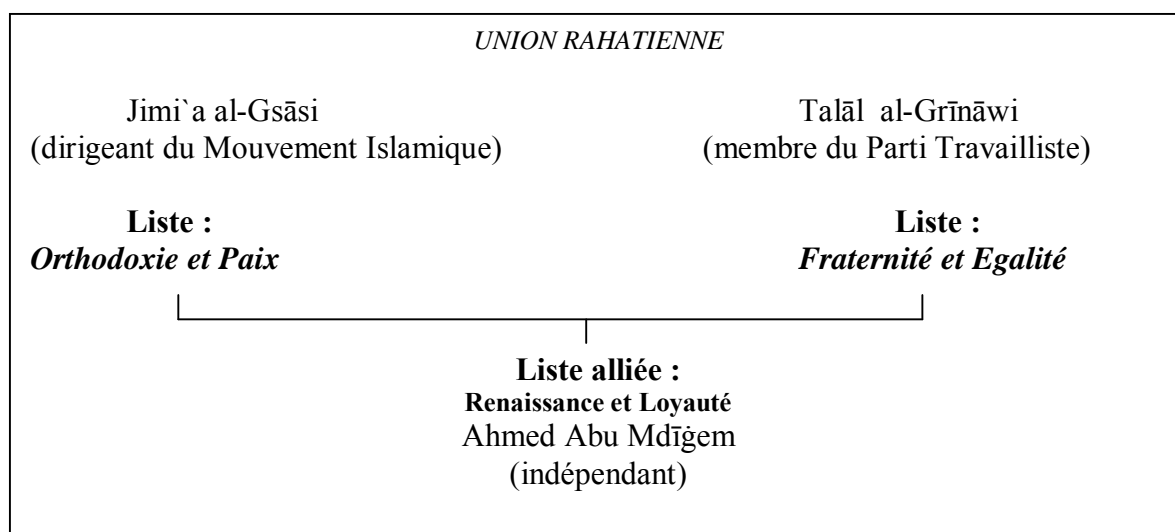 UNION RAHATIENNE
Jimi`a al-Gsāsi
(dirigeant du Mouvement Islamique)
Liste :
Orthodoxie et Paix
Talāl al-Grīnāwi
(membre du Parti Travailliste)
Liste :
Fraternité et Egalité
Liste alliée :
Renaissance et Loyauté
Ahmed Abu Mdīġem
(indépendant)